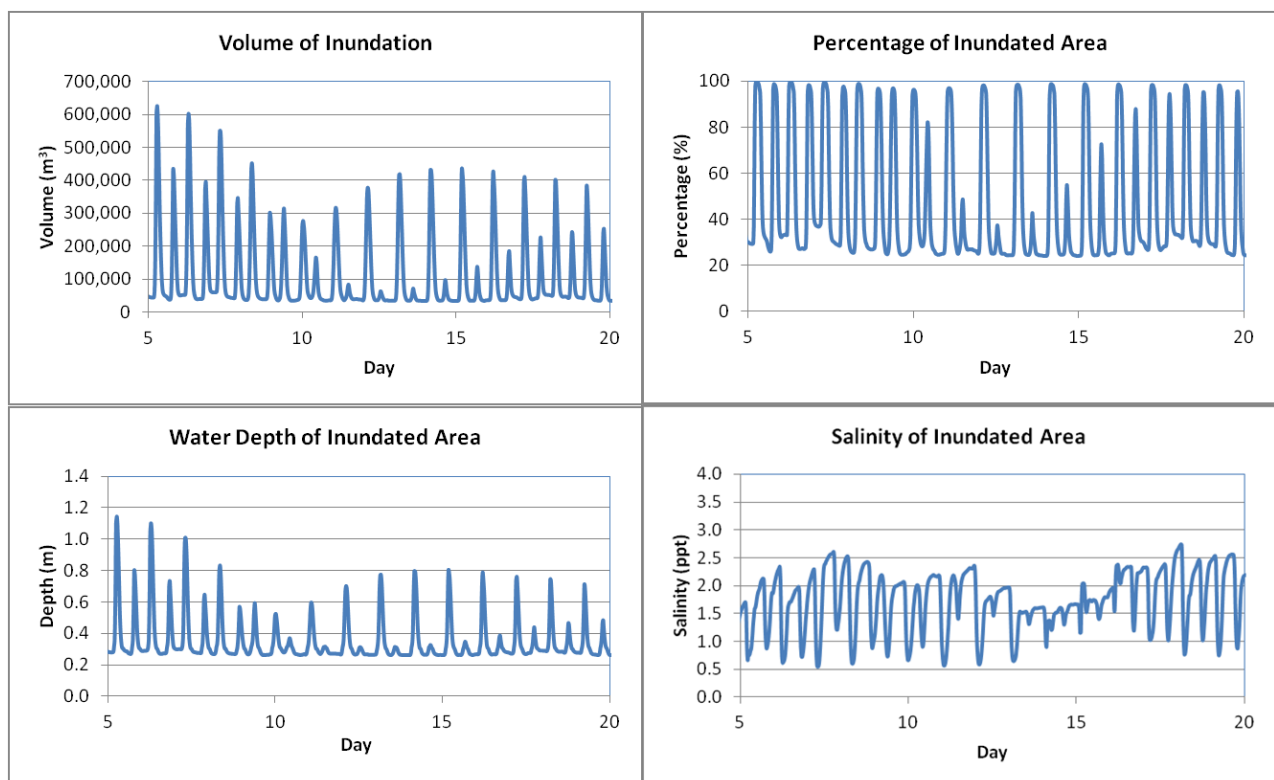 Volume of Inundation
Volume (m³)
700,000
600,000
500,000
400,000
300,000
200,000
100,000
0
5 10 15 20
Day
Percentage of Inundated Area
Percentage (%)
100
80
60
40
20
0
5 10 15 20
Day
Water Depth of Inundated Area
Depth (m)
1.4
1.2
1.0
0.8
0.6
0.4
0.2
0.0
5 10 15 20
Day
Salinity of Inundated Area
Salinity (ppt)
4.0
3.5
3.0
2.5
2.0
1.5
1.0
0.5
0.0
5 10 15 20
Day